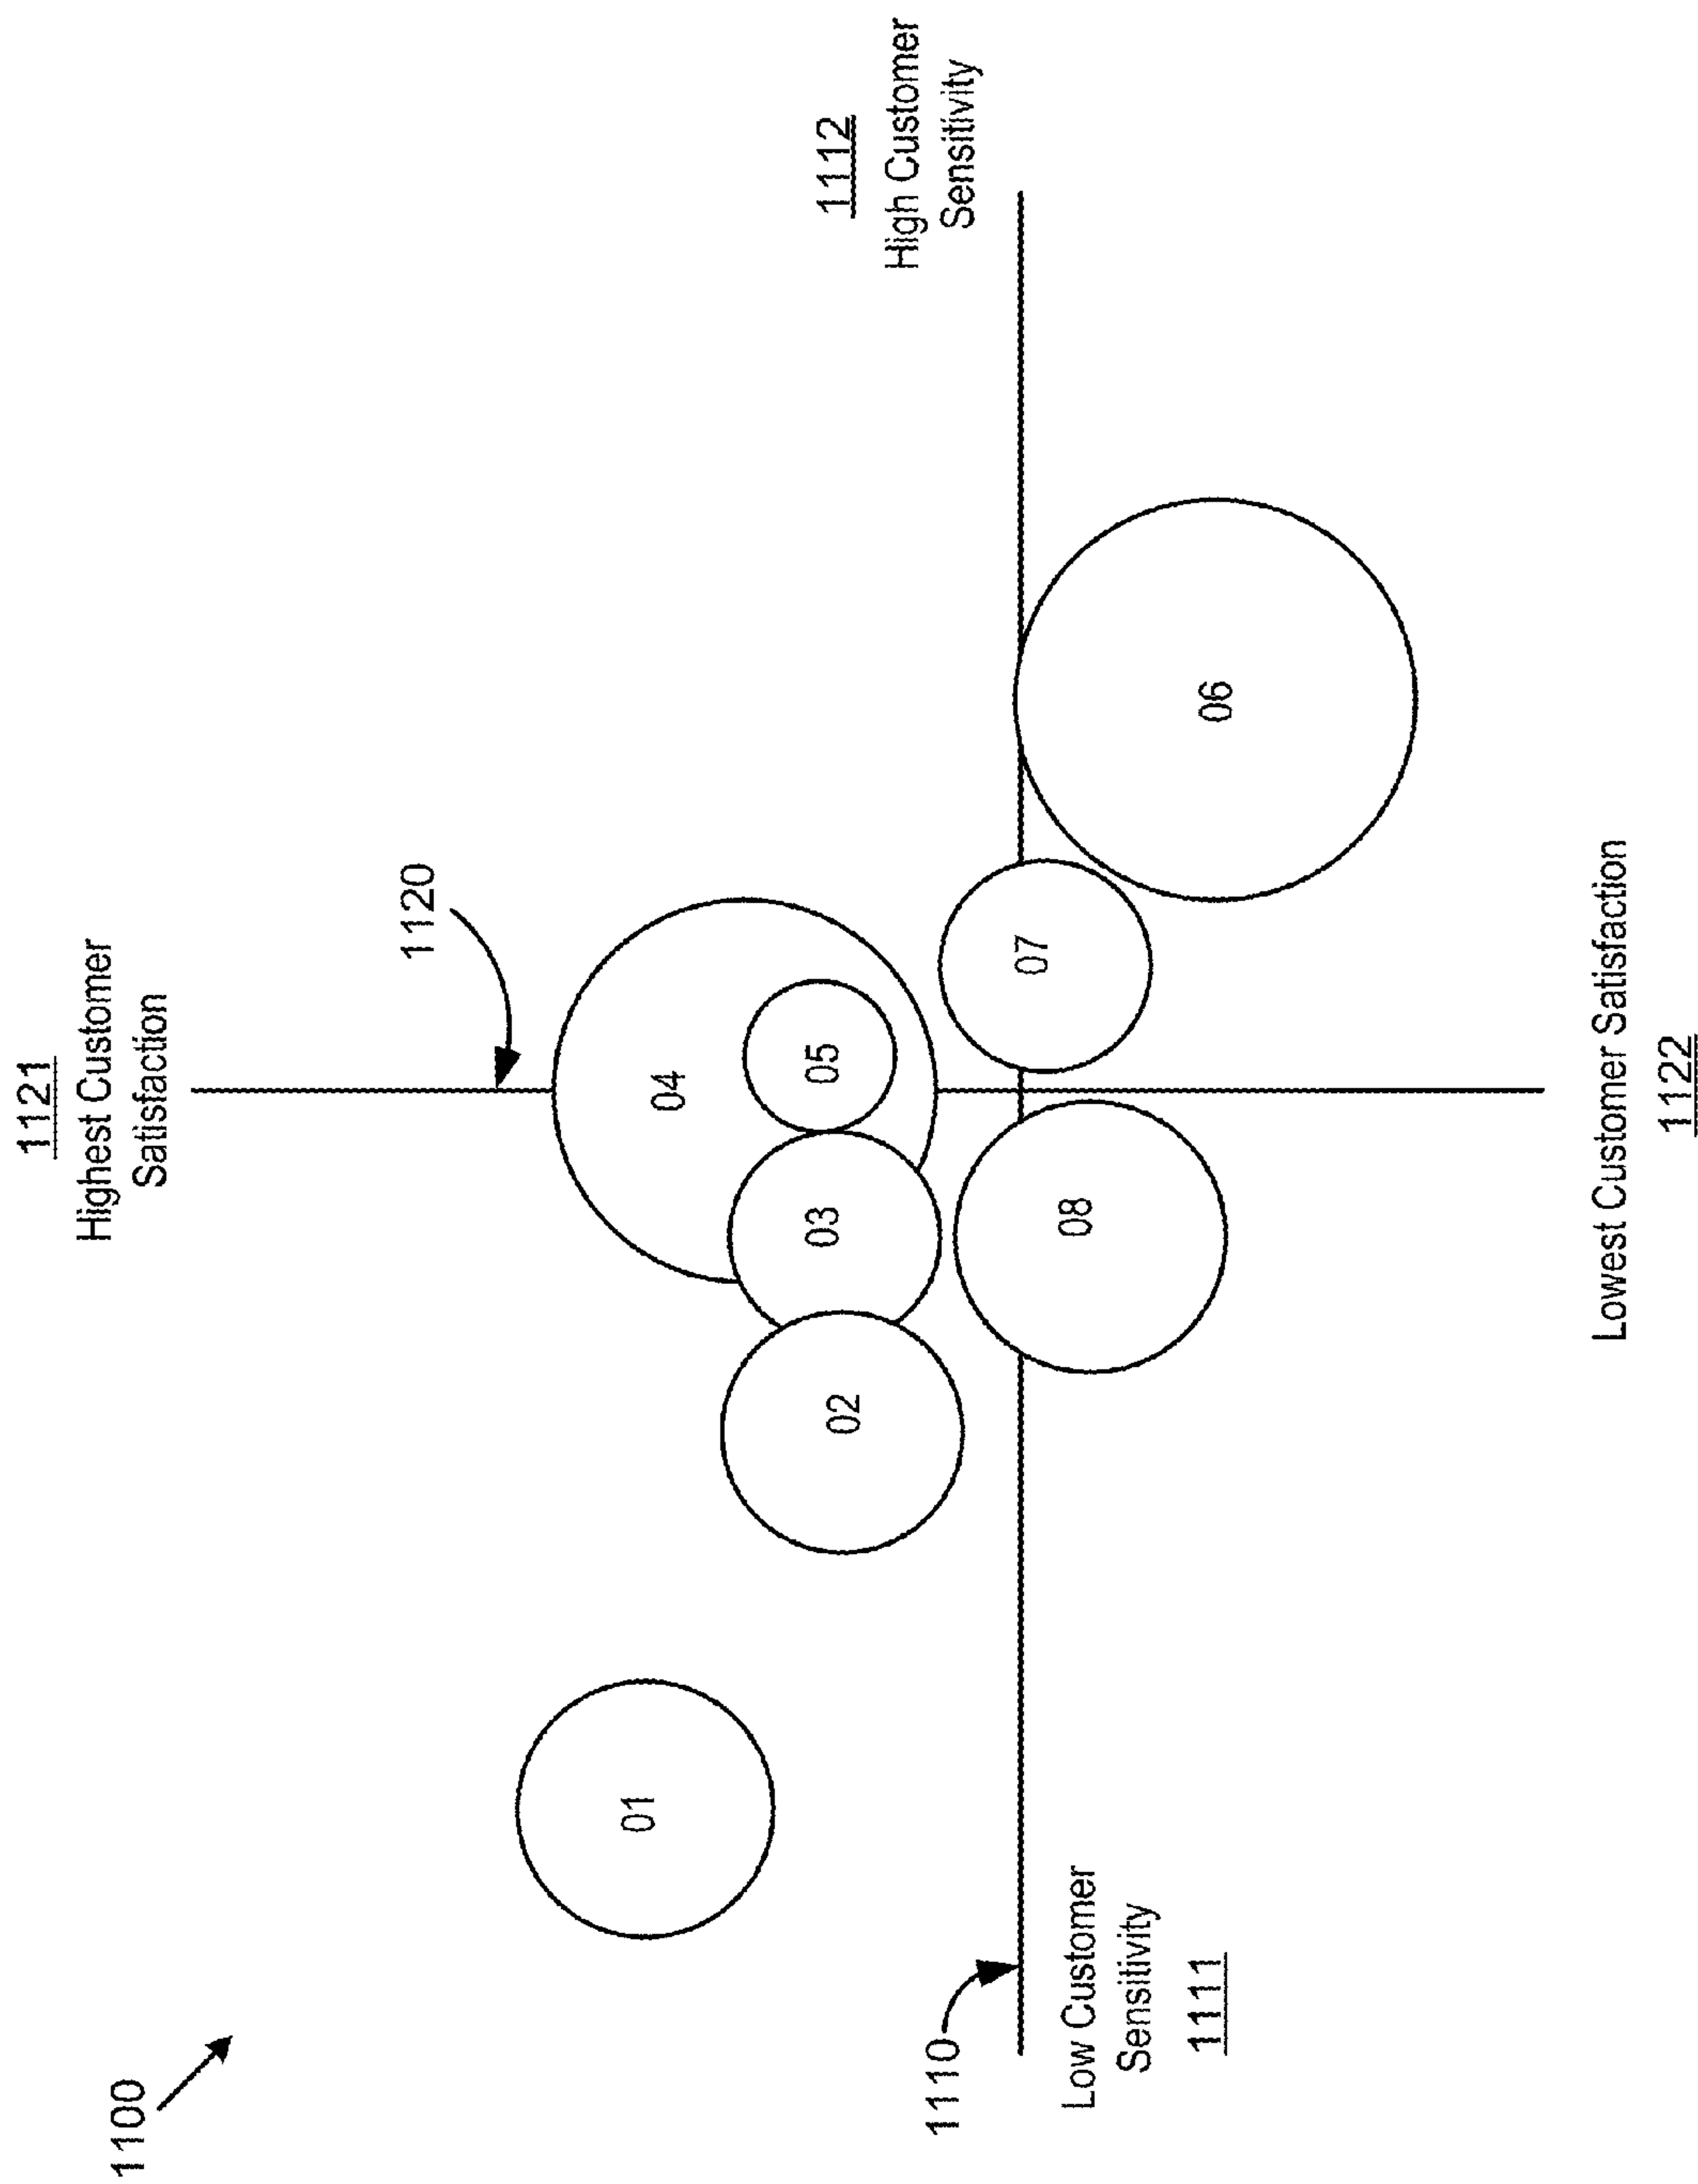 1100
1121
Highest Customer
Satisfaction
1120
1112
High Customer
Sensitivity
01
02
03
04
05
06
07
08
1110
Low Customer
Sensitivity
1111
Lowest Customer Satisfaction
1122